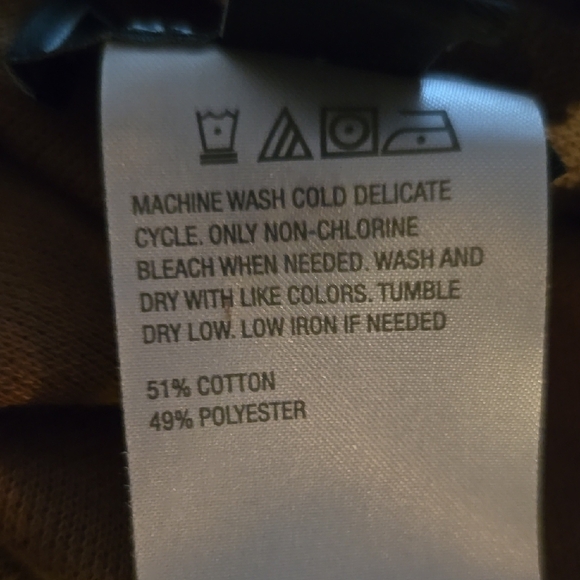 MACHINE WASH COLD DELICATE
CYCLE. ONLY NON-CHLORINE
BLEACH WHEN NEEDED. WASH AND
DRY WITH LIKE COLORS. TUMBLE
DRY LOW. LOW IRON IF NEEDED
51% COTTON
49% POLYESTER